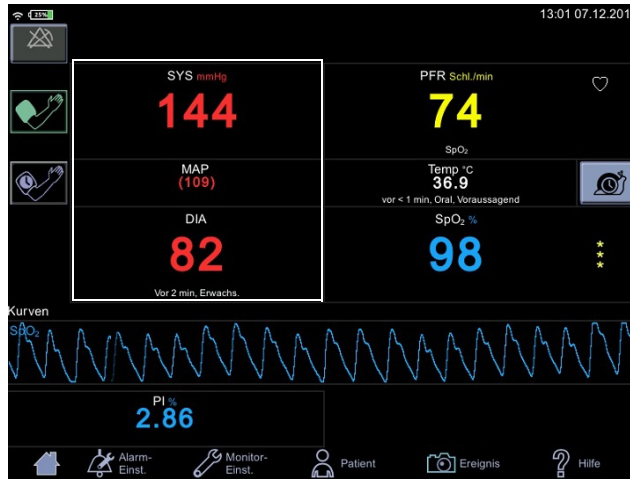 25%
13:01 07.12.201
SYS mmHg
144
PFR Schl./min
74
SpO₂
MAP
(109)
Temp °C
36.9
vor < 1 min, Oral. Voraussagend
DIA
82
Vor 2 min, Erwachs.
SpO₂ %
98
***
Kurven
SpO₂
PI %
2.86
Alarm-
Einst.
Monitor-
Einst.
Patient
Ereignis
Hilfe